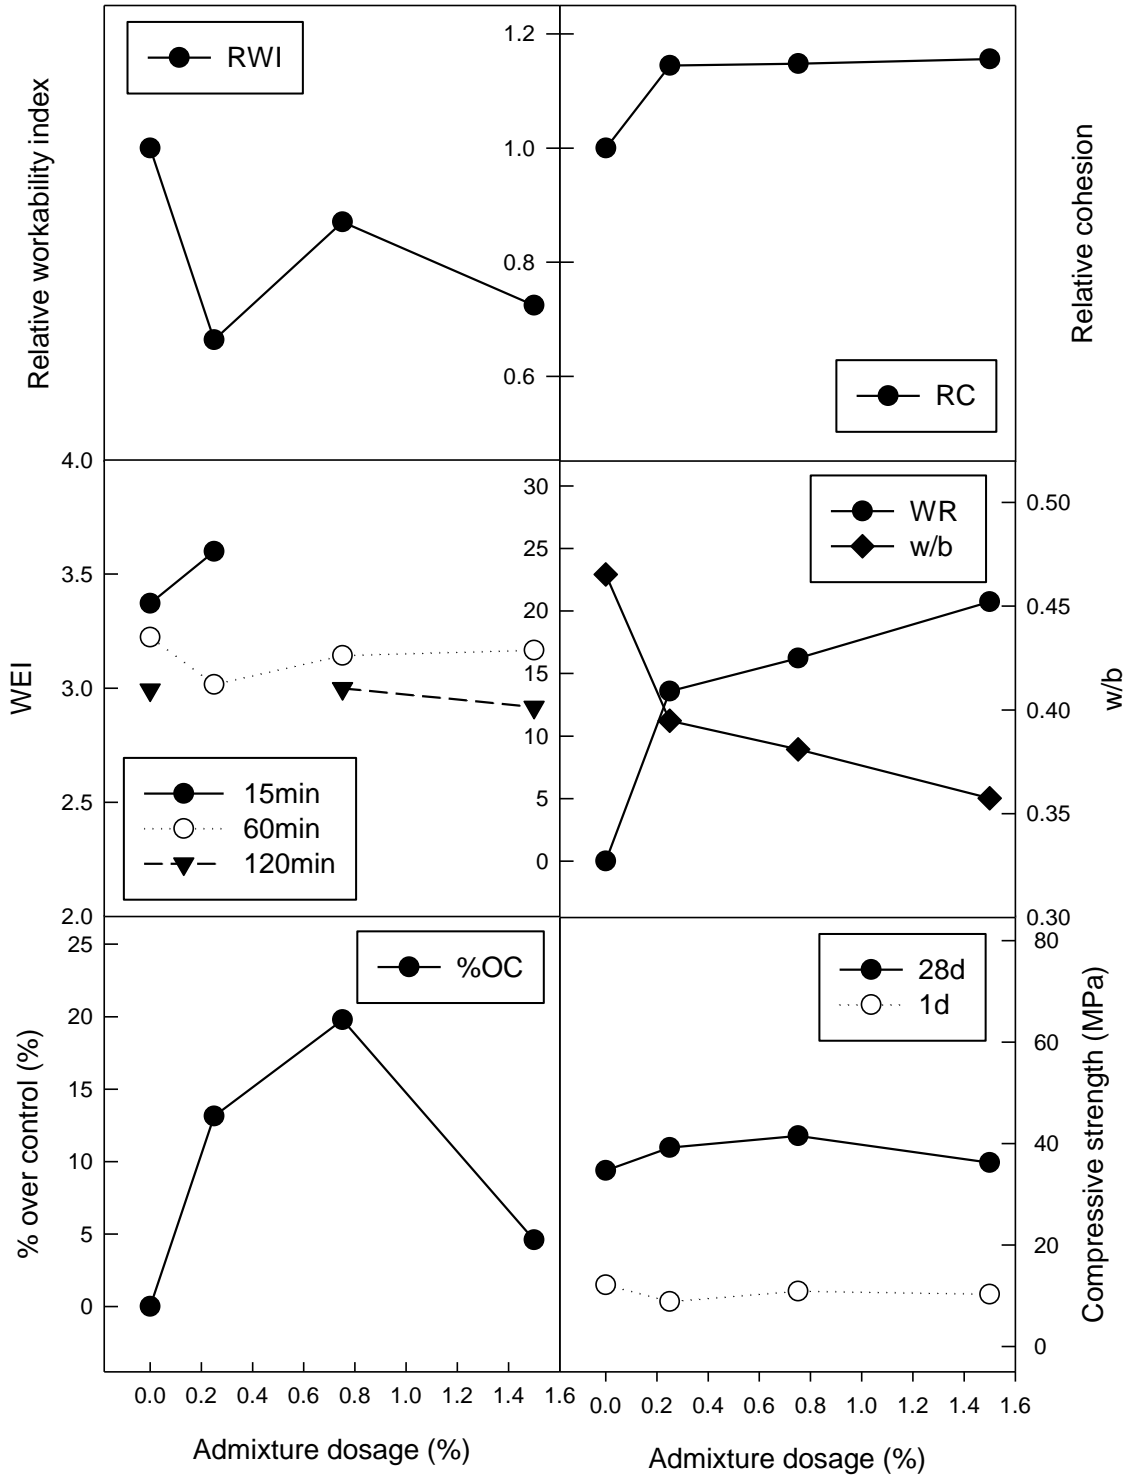 RWI
Relative workability index
1.2
1.0
0.8
0.6
RC
Relative cohesion
4.0
3.5
3.0
2.5
2.0
WEI
15min
60min
120min
30
25
20
15
10
5
0
WR
w/b
0.50
0.45
0.40
0.35
0.30
w/b
25
20
15
10
5
0
% over control (%)
%OC
28d
1d
80
60
40
20
0
Compressive strength (MPa)
0.0 0.2 0.4 0.6 0.8 1.0 1.2 1.4 1.6
Admixture dosage (%)
0.0 0.2 0.4 0.6 0.8 1.0 1.2 1.4 1.6
Admixture dosage (%)